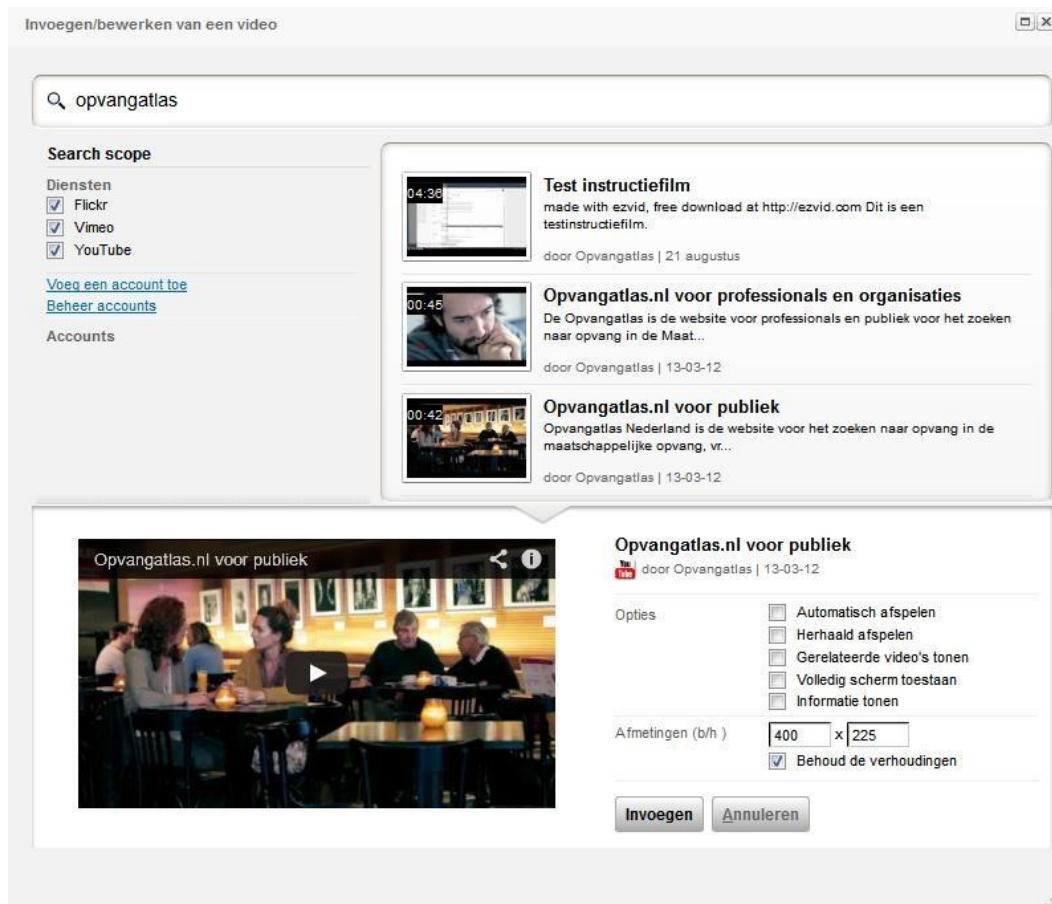 Invoegen/bewerken van een video
opvangatlas
Search scope
Diensten
Flickr
Vimeo
YouTube
Voeg een account toe
Beheer accounts
Accounts
04:36
Test instructiefilm
made with ezvid, free download at http://ezvid.com Dit is een
testinstructiefilm.
door Opvangatlas | 21 augustus
00:45
Opvangatlas.nl voor professionals en organisaties
De Opvangatlas is de website voor professionals en publiek voor het zoeken
naar opvang in de Maat...
door Opvangatlas | 13-03-12
00:42
Opvangatlas.nl voor publiek
Opvangatlas Nederland is de website voor het zoeken naar opvang in de
maatschappelijke opvang, vr...
door Opvangatlas | 13-03-12
Opvangatlas.nl voor publiek
Opvangatlas.nl voor publiek
You Tube door Opvangatlas | 13-03-12
Opties
Automatisch afspelen
Herhaald afspelen
Gerelateerde video's tonen
Volledig scherm toestaan
Informatie tonen
Afmetingen (b/h )
400 x 225
Behoud de verhoudingen
Invoegen
Annuleren